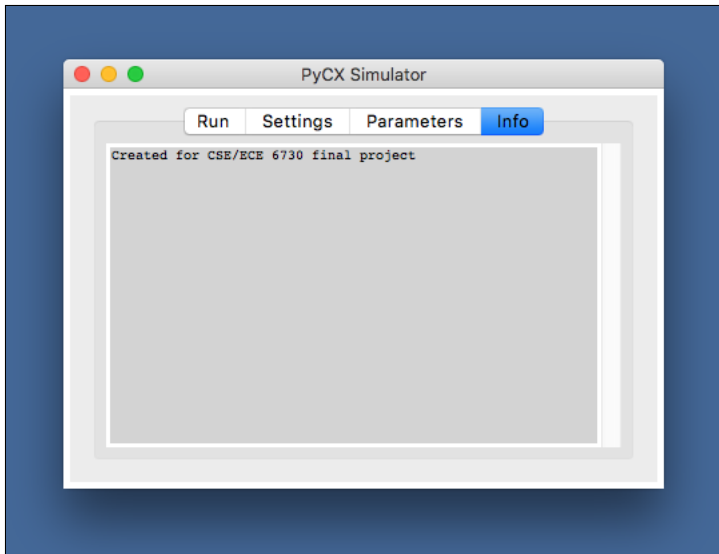 PyCX Simulator
Run Settings Parameters Info
Created for CSE/ECE 6730 final project